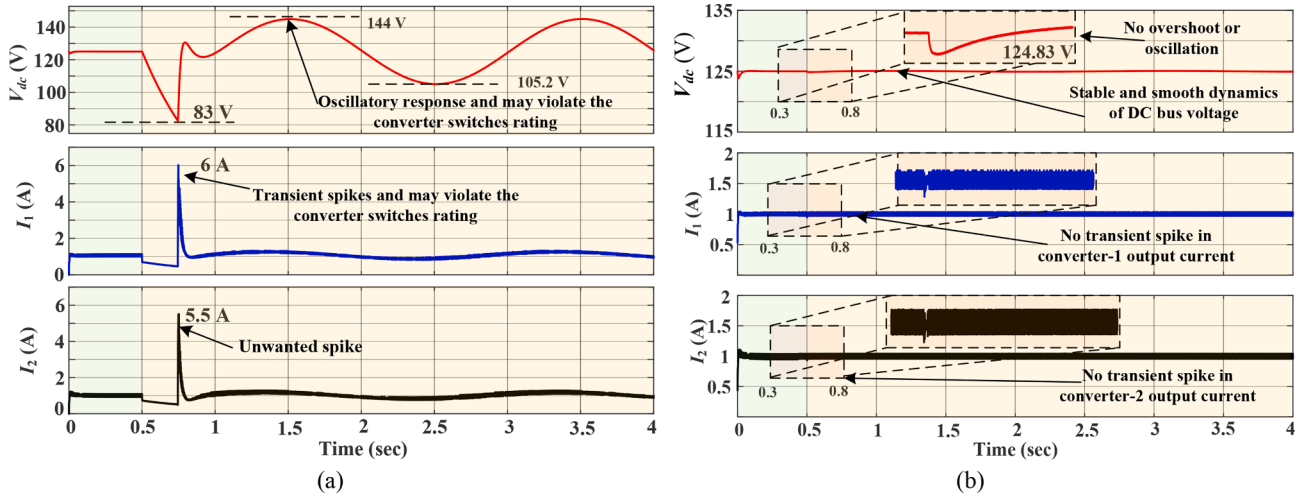 V_dc (V)
140
120
100
80
144 V
105.2 V
83 V
Oscillatory response and may violate the
converter switches rating
I_1 (A)
6
4
2
0
6 A
Transient spikes and may violate the
converter switches rating
I_2 (A)
6
4
2
0
5.5 A
Unwanted spike
0 0.5 1 1.5 2 2.5 3 3.5 4
Time (sec)
(a)
V_dc (V)
135
125
115
124.83 V
No overshoot or
oscillation
0.3 0.8
Stable and smooth dynamics
of DC bus voltage
I_1 (A)
2
1.5
1
0.5
0.3 0.8
No transient spike in
converter-1 output current
I_2 (A)
2
1.5
1
0.5
0.3 0.8
No transient spike in
converter-2 output current
0 0.5 1 1.5 2 2.5 3 3.5 4
Time (sec)
(b)